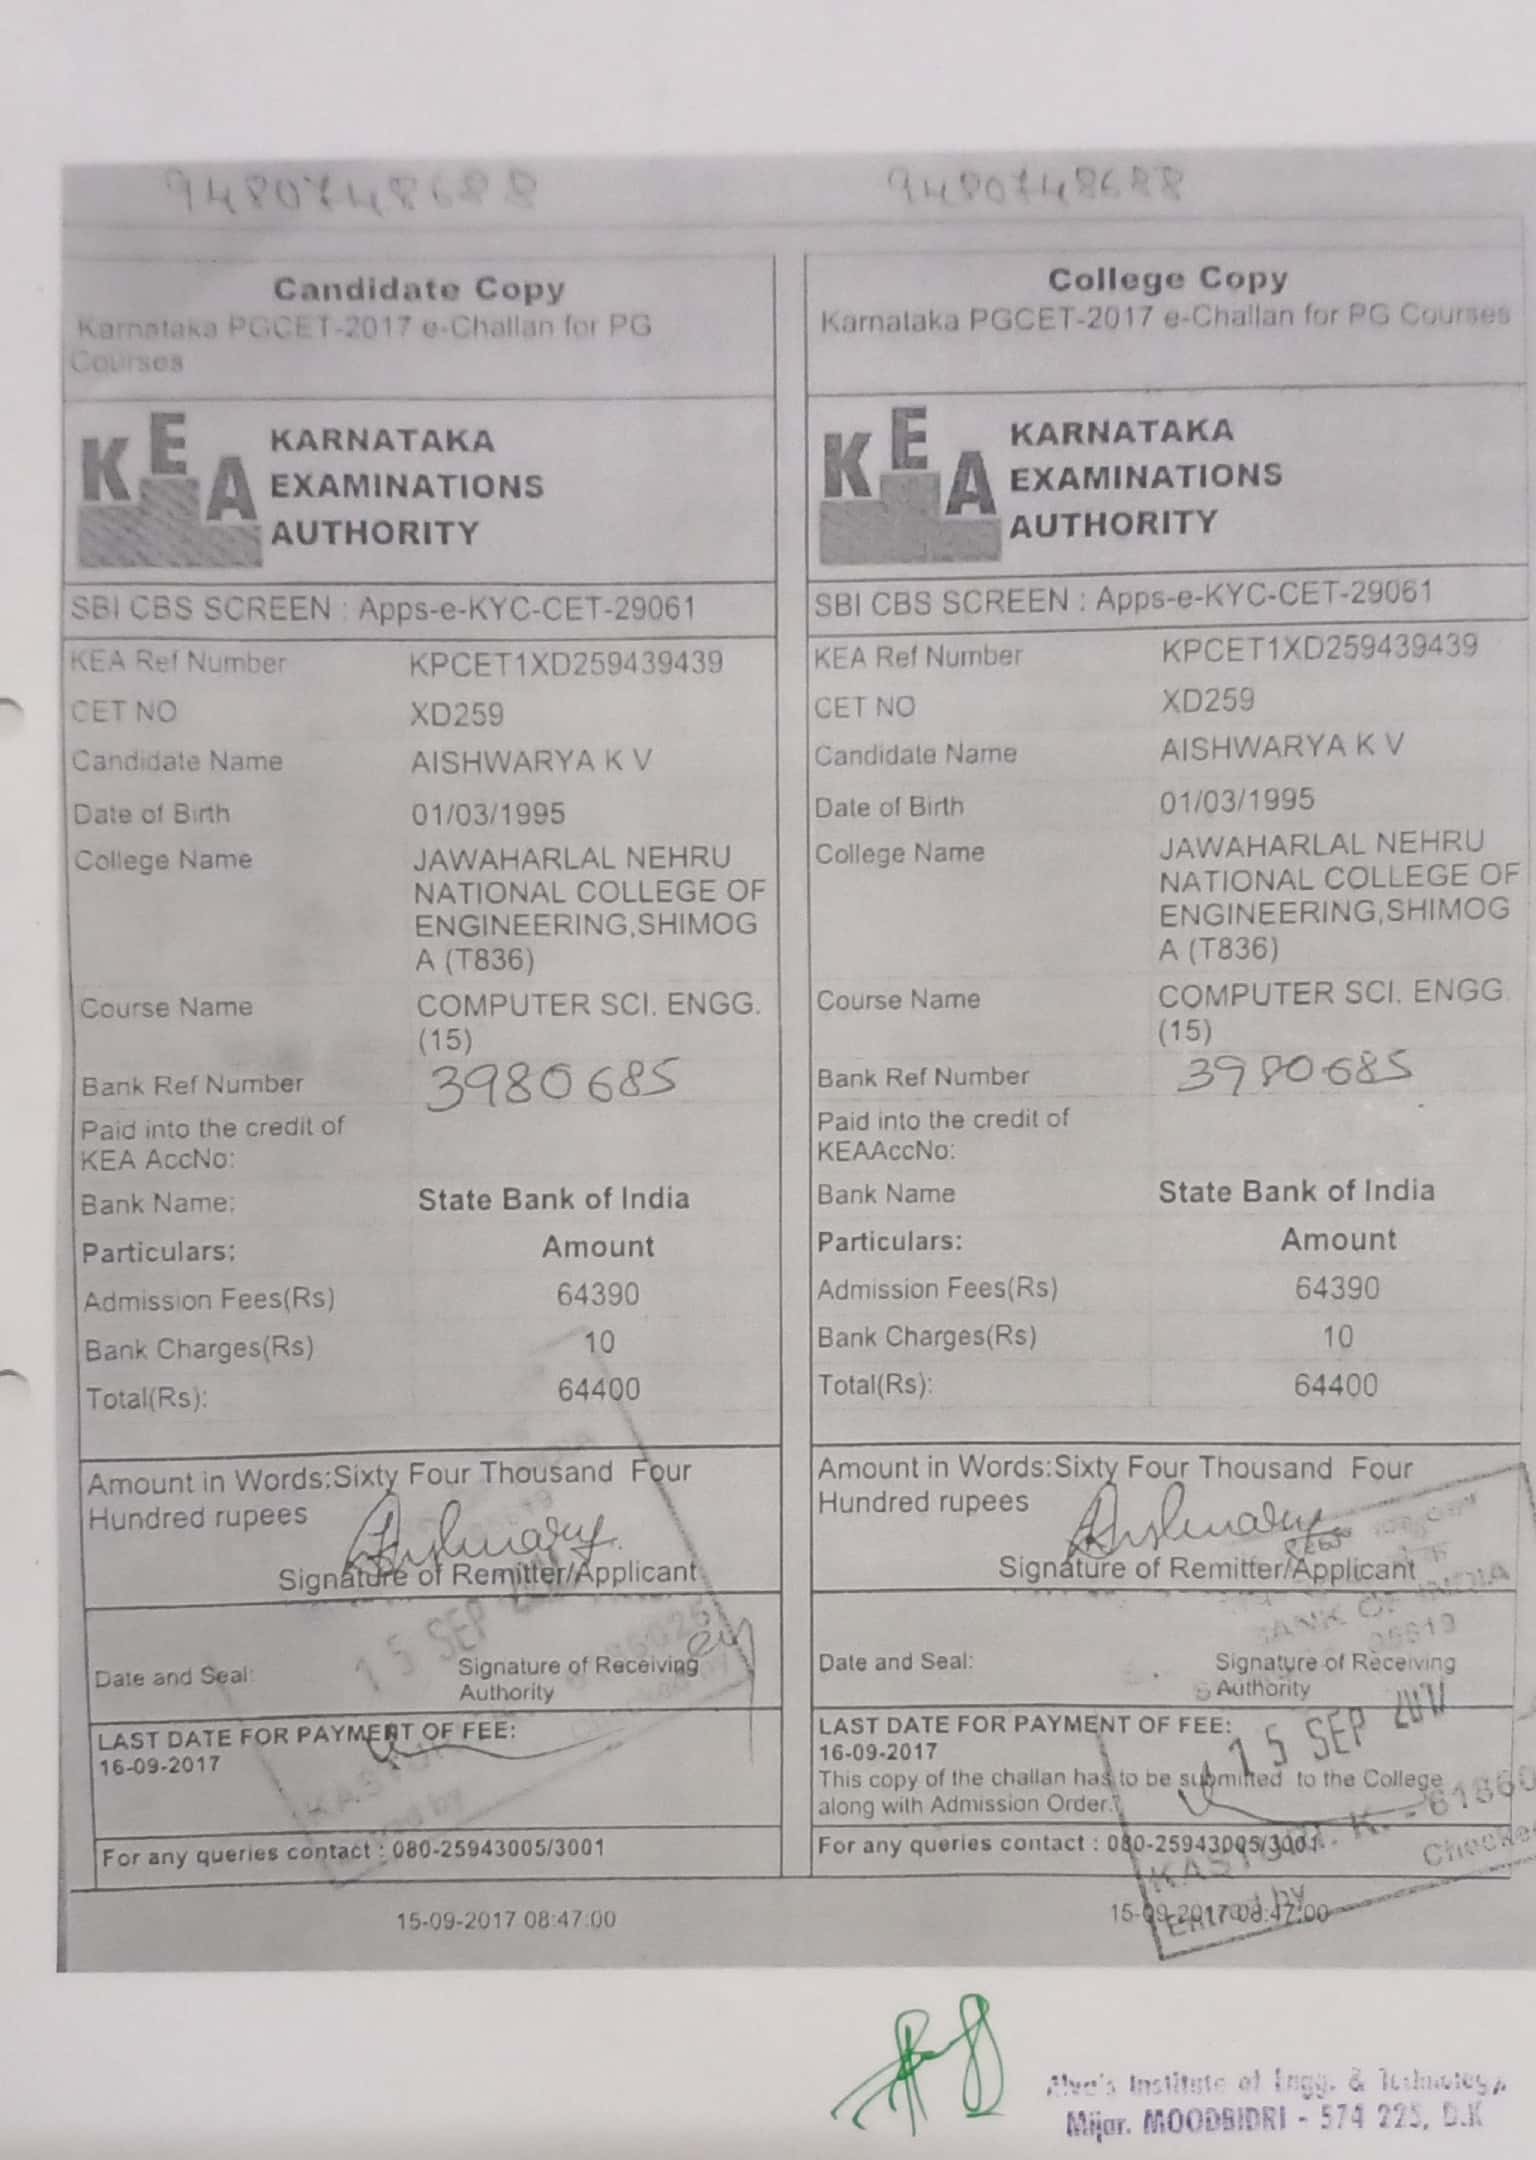 9480748688
Candidate Copy
Karnataka PGCET-2017 e-Challan for PG
Courses
KEA
KARNATAKA
EXAMINATIONS
AUTHORITY
SBI CBS SCREEN : Apps-e-KYC-CET-29061
KEA Ref Number KPCET1XD259439439
CET NO XD259
Candidate Name AISHWARYA K V
Date of Birth 01/03/1995
College Name JAWAHARLAL NEHRU
NATIONAL COLLEGE OF
ENGINEERING,SHIMOG
A (T836)
Course Name COMPUTER SCI. ENGG.
(15)
Bank Ref Number 3980685
Paid into the credit of
KEA AccNo:
Bank Name: State Bank of India
Particulars: Amount
Admission Fees(Rs) 64390
Bank Charges(Rs) 10
Total(Rs): 64400
Amount in Words:Sixty Four Thousand Four
Hundred rupees
Signature of Remitter/Applicant
15 SEP
Date and Seal: Signature of Receiving
Authority
LAST DATE FOR PAYMENT OF FEE:
16-09-2017
For any queries contact : 080-25943005/3001
15-09-2017 08:47:00
9480748688
College Copy
Karnataka PGCET-2017 e-Challan for PG Courses
KEA
KARNATAKA
EXAMINATIONS
AUTHORITY
SBI CBS SCREEN : Apps-e-KYC-CET-29061
KEA Ref Number KPCET1XD259439439
CET NO XD259
Candidate Name AISHWARYA K V
Date of Birth 01/03/1995
College Name JAWAHARLAL NEHRU
NATIONAL COLLEGE OF
ENGINEERING,SHIMOG
A (T836)
Course Name COMPUTER SCI. ENGG.
(15)
Bank Ref Number 3980685
Paid into the credit of
KEAAccNo:
Bank Name State Bank of India
Particulars: Amount
Admission Fees(Rs) 64390
Bank Charges(Rs) 10
Total(Rs): 64400
Amount in Words:Sixty Four Thousand Four
Hundred rupees
Signature of Remitter/Applicant
BANK OF INDIA
Date and Seal: Signature of Receiving
Authority
15 SEP 2017
LAST DATE FOR PAYMENT OF FEE:
16-09-2017
This copy of the challan has to be submitted to the College
along with Admission Order.
For any queries contact : 080-25943005/3001
Entered by
15-09-2017 08:47:00
Alva's Institute of Engg. & Technology,
Mijar. MOODBIDRI - 574 225, D.K